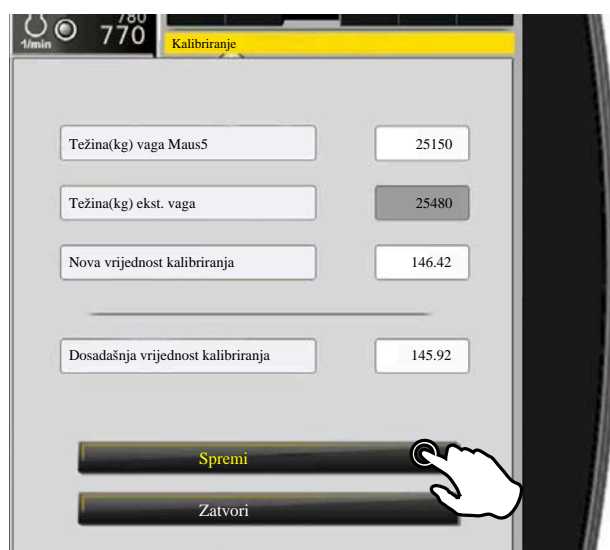 780
1/min 770
Kalibriranje
Težina(kg) vaga Maus5 25150
Težina(kg) ekst. vaga 25480
Nova vrijednost kalibriranja 146.42
Dosadašnja vrijednost kalibriranja 145.92
Spremi
Zatvori